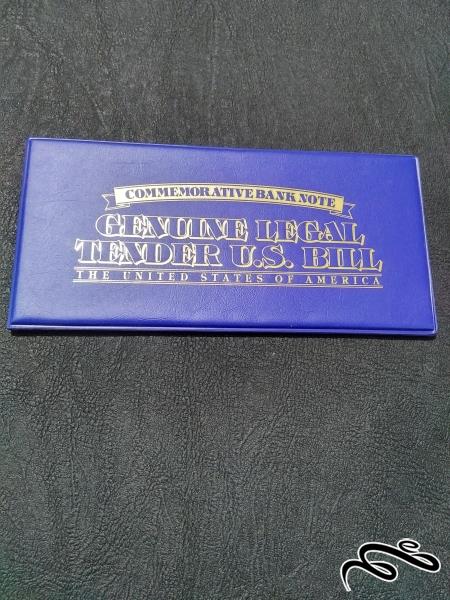 COMMEMORATIVE BANK NOTE
GENUINE LEGAL
TENDER U.S. BILL
THE UNITED STATES OF AMERICA